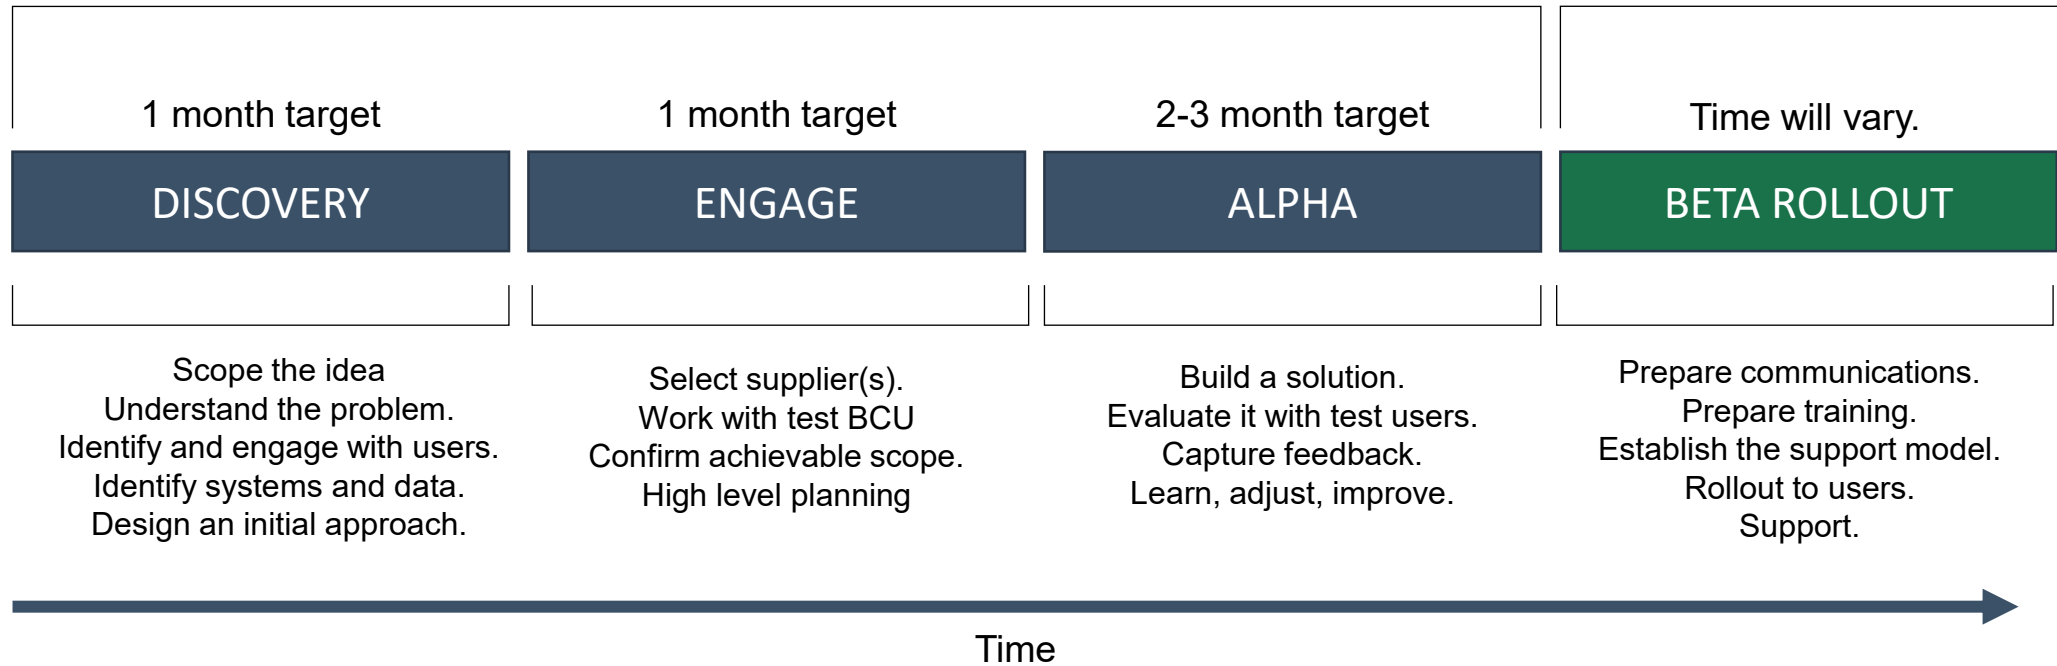 1 month target
1 month target
2-3 month target
Time will vary.
DISCOVERY
ENGAGE
ALPHA
BETA ROLLOUT
Scope the idea
Understand the problem.
Identify and engage with users.
Identify systems and data.
Design an initial approach.
Select supplier(s).
Work with test BCU
Confirm achievable scope.
High level planning
Build a solution.
Evaluate it with test users.
Capture feedback.
Learn, adjust, improve.
Prepare communications.
Prepare training.
Establish the support model.
Rollout to users.
Support.
Time